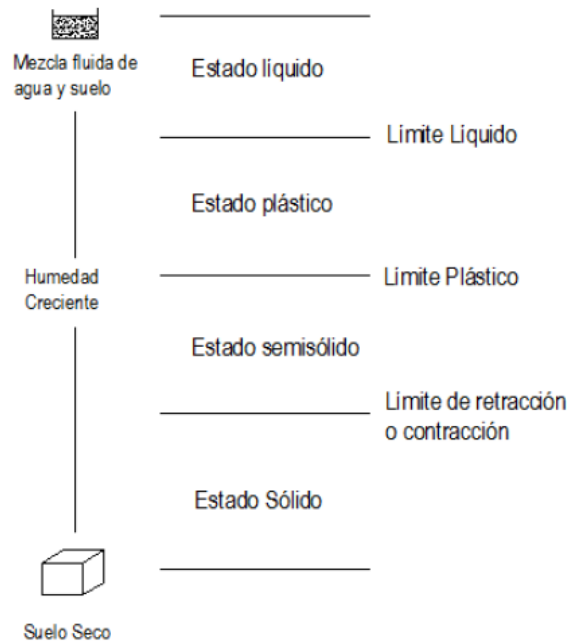 Mezcla fluida de
agua y suelo
Estado líquido
Límite Líquido
Estado plástico
Humedad
Creciente
Límite Plástico
Estado semisólido
Límite de retracción
o contracción
Estado Sólido
Suelo Seco